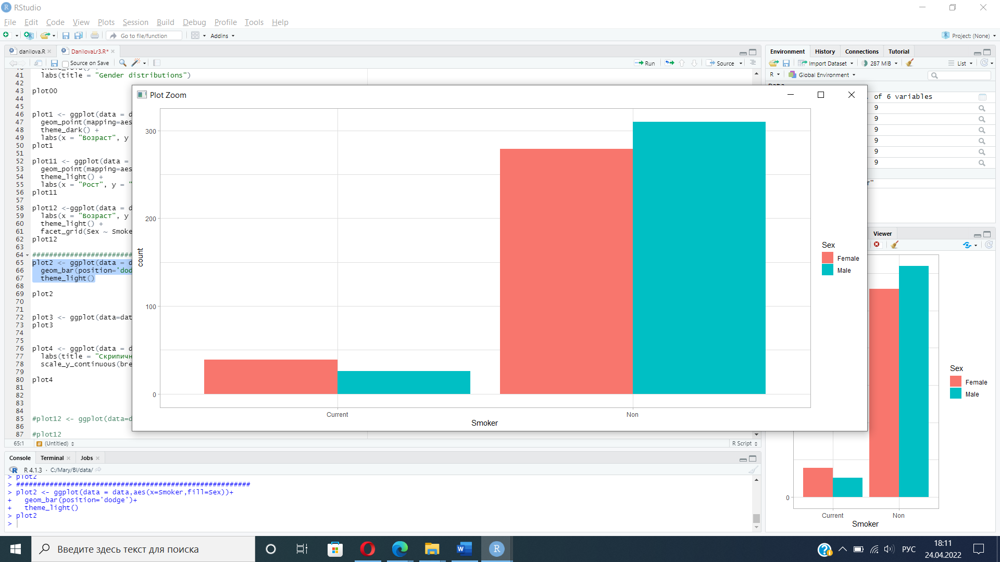 RStudio
File Edit Code View Plots Session Build Debug Profile Tools Help
Go to file/function Addins Project: (None)
danilova.R DanilovaLr3.R*
Source on Save Run Source
41 labs(title = "Gender distributions")
42
43 plot00
44
45
46 plot1 <- ggplot(data = d
47 geom_point(mapping=aes
48 theme_dark() +
49 labs(x = "Возраст", y
50 plot1
51
52 plot11 <- ggplot(data =
53 geom_point(mapping=aes
54 theme_light() +
55 labs(x = "Рост", y = "
56 plot11
57
58 plot12 <-ggplot(data = d
59 labs(x = "Возраст", y
60 theme_light() +
61 facet_grid(Sex ~ Smoke
62 plot12
63
64 ########################
65 plot2 <- ggplot(data = d
66 geom_bar(position='dod
67 theme_light()
68
69 plot2
70
71
72 plot3 <- ggplot(data=dat
73 plot3
74
75
76 plot4 <- ggplot(data = d
77 labs(title = "Скрипичн
78 scale_y_continuous(bre
79
80 plot4
81
82
83
84
85 #plot12 <- ggplot(data=d
86
87 #plot12
65:1 (Untitled) R Script
Plot Zoom
300
200
100
0
count
Current Non
Smoker
Sex
Female
Male
Environment History Connections Tutorial
Import Dataset 287 MiB List
R Global Environment
of 6 variables
9
9
9
9
9
9
Viewer
Sex
Female
Male
0
Current Non
Smoker
Console Terminal Jobs
R 4.1.3 · C:/Mary/BI/data/
> plot2
> ########################################################
> plot2 <- ggplot(data = data,aes(x=Smoker,fill=Sex))+
+ geom_bar(position='dodge')+
+ theme_light()
> plot2
>
Введите здесь текст для поиска
РУС
18:11
24.04.2022